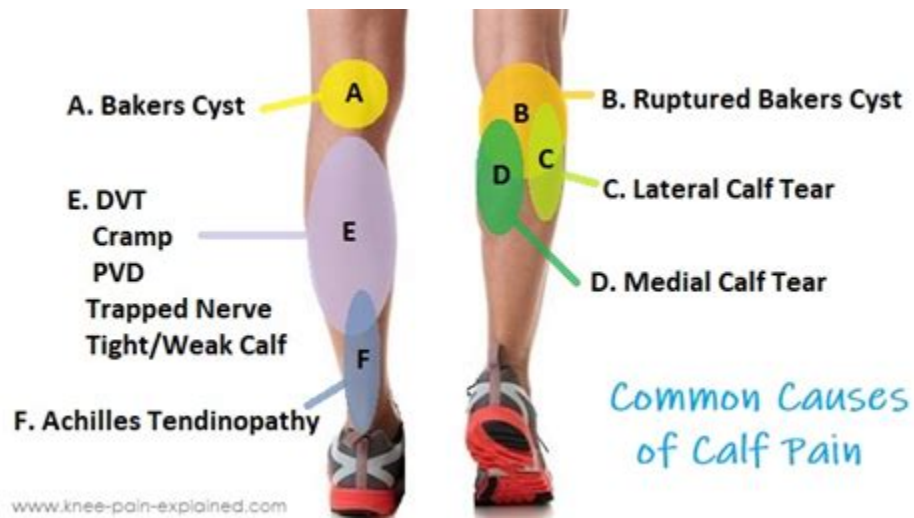 A. Bakers Cyst
A
E. DVT
Cramp
PVD
Trapped Nerve
Tight/Weak Calf
E
F
F. Achilles Tendinopathy
www.knee-pain-explained.com
B
B. Ruptured Bakers Cyst
C
D
C. Lateral Calf Tear
D. Medial Calf Tear
Common Causes
of Calf Pain